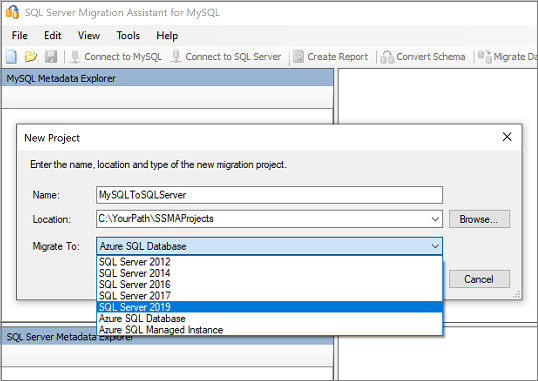 SQL Server Migration Assistant for MySQL
File Edit View Tools Help
Connect to MySQL Connect to SQL Server Create Report Convert Schema Migrate Da
MySQL Metadata Explorer
New Project
Enter the name, location and type of the new migration project.
Name: MySQLToSQLServer
Location: C:\YourPath\SSMAProjects Browse...
Migrate To: Azure SQL Database
SQL Server 2012
SQL Server 2014
SQL Server 2016
SQL Server 2017
SQL Server 2019
Azure SQL Database
Azure SQL Managed Instance
Cancel
SQL Server Metadata Explorer